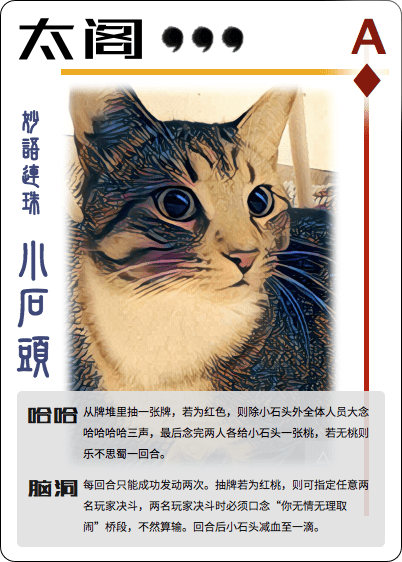 太阁
A
妙語連珠
小石頭
哈哈
从牌堆里抽一张牌，若为红色，则除小石头外全体人员大念
哈哈哈哈三声，最后念完两人各给小石头一张桃，若无桃则
乐不思蜀一回合。
脑洞
每回合只能成功发动两次。抽牌若为红桃，则可指定任意两
名玩家决斗，两名玩家决斗时必须口念“你无情无理取
闹”桥段，不然算输。回合后小石头减血至一滴。